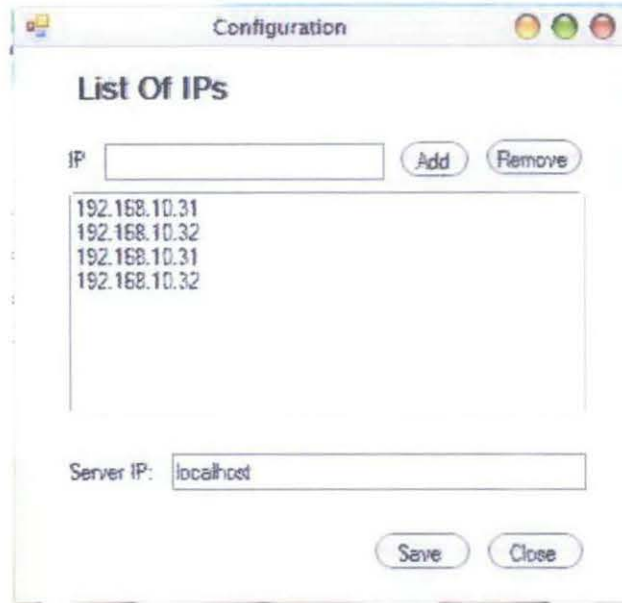 Configuration
List Of IPs
IP Add Remove
192.168.10.31
192.168.10.32
192.168.10.31
192.168.10.32
Server IP: localhost
Save Close